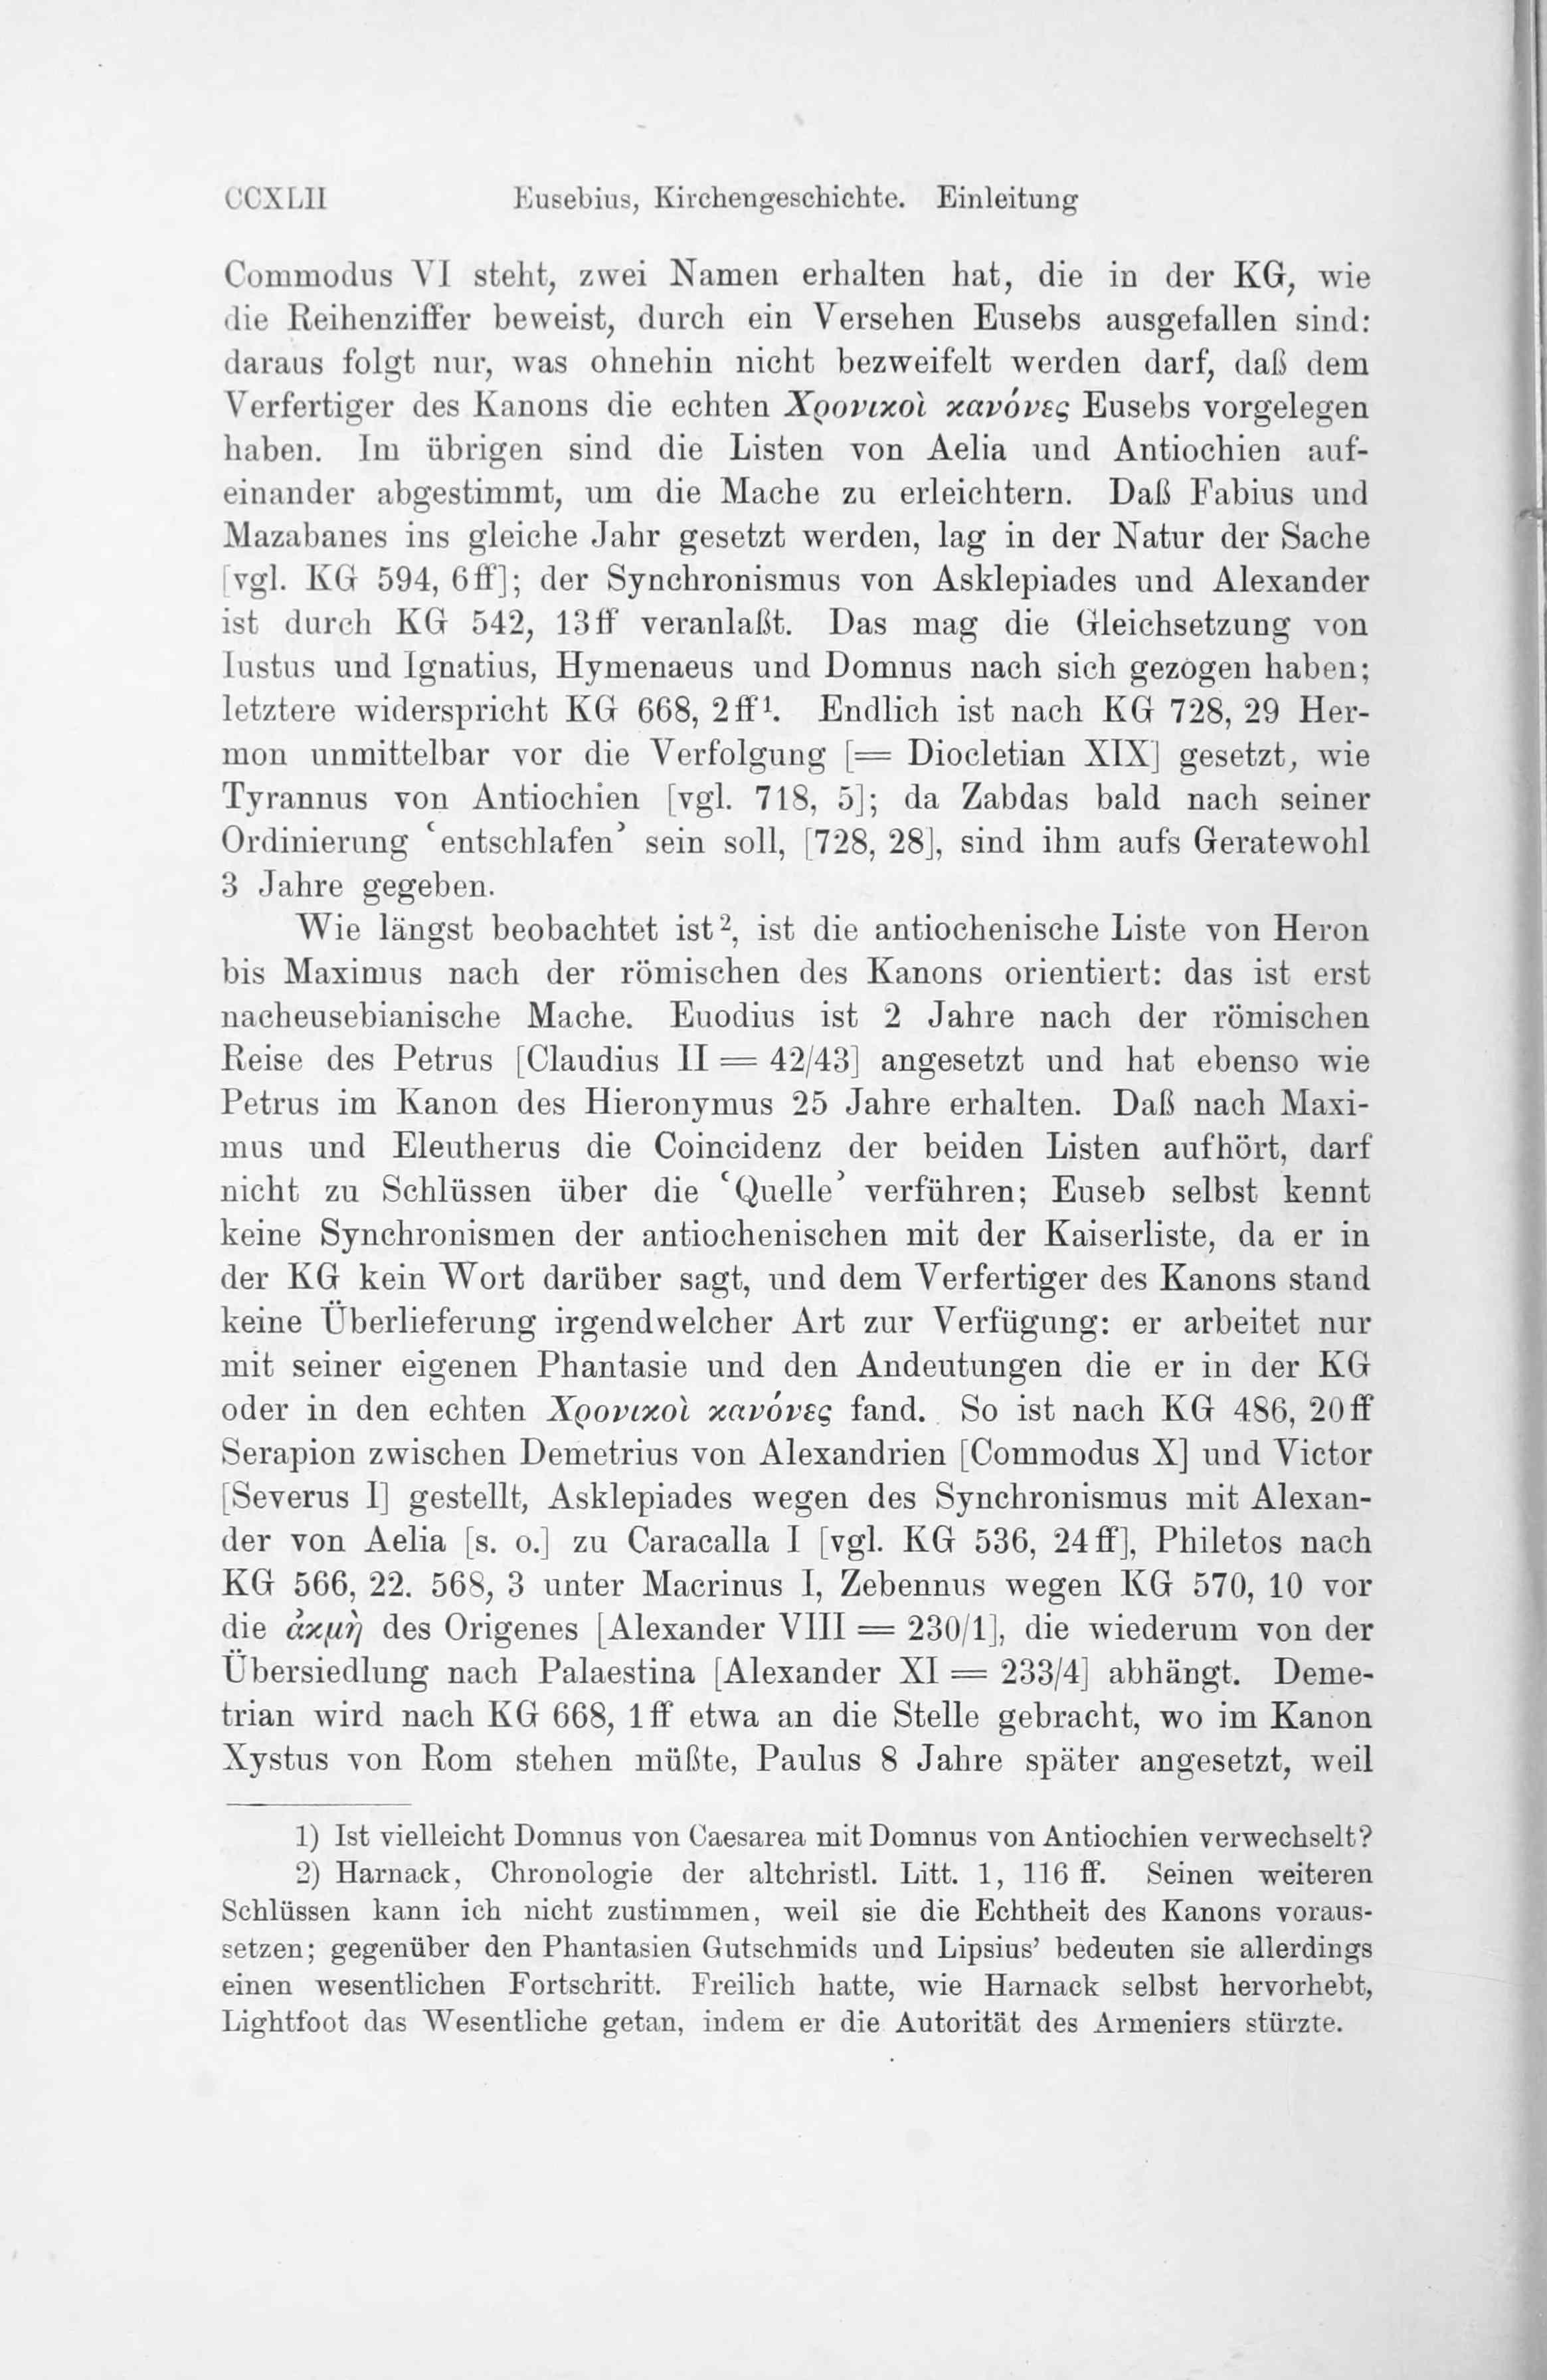 CCXLII Eusebius, Kirchengeschichte. Einleitung
Commodus VI steht, zwei Namen erhalten hat, die in der KG, wie
die Reihenziffer beweist, durch ein Versehen Eusebs ausgefallen sind:
daraus folgt nur, was ohnehin nicht bezweifelt werden darf, daß dem
Verfertiger des Kanons die echten Χρονικοὶ κανόνες Eusebs vorgelegen
haben. Im übrigen sind die Listen von Aelia und Antiochien auf-
einander abgestimmt, um die Mache zu erleichtern. Daß Fabius und
Mazabanes ins gleiche Jahr gesetzt werden, lag in der Natur der Sache
[vgl. KG 594, 6ff]; der Synchronismus von Asklepiades und Alexander
ist durch KG 542, 13ff veranlaßt. Das mag die Gleichsetzung von
Iustus und Ignatius, Hymenaeus und Domnus nach sich gezogen haben;
letztere widerspricht KG 668, 2ff¹. Endlich ist nach KG 728, 29 Her-
mon unmittelbar vor die Verfolgung [= Diocletian XIX] gesetzt, wie
Tyrannus von Antiochien [vgl. 718, 5]; da Zabdas bald nach seiner
Ordinierung ‘entschlafen’ sein soll, [728, 28], sind ihm aufs Geratewohl
3 Jahre gegeben.
Wie längst beobachtet ist², ist die antiochenische Liste von Heron
bis Maximus nach der römischen des Kanons orientiert: das ist erst
nacheusebianische Mache. Euodius ist 2 Jahre nach der römischen
Reise des Petrus [Claudius II = 42/43] angesetzt und hat ebenso wie
Petrus im Kanon des Hieronymus 25 Jahre erhalten. Daß nach Maxi-
mus und Eleutherus die Coincidenz der beiden Listen aufhört, darf
nicht zu Schlüssen über die ‘Quelle’ verführen; Euseb selbst kennt
keine Synchronismen der antiochenischen mit der Kaiserliste, da er in
der KG kein Wort darüber sagt, und dem Verfertiger des Kanons stand
keine Überlieferung irgendwelcher Art zur Verfügung: er arbeitet nur
mit seiner eigenen Phantasie und den Andeutungen die er in der KG
oder in den echten Χρονικοὶ κανόνες fand. So ist nach KG 486, 20ff
Serapion zwischen Demetrius von Alexandrien [Commodus X] und Victor
[Severus I] gestellt, Asklepiades wegen des Synchronismus mit Alexan-
der von Aelia [s. o.] zu Caracalla I [vgl. KG 536, 24ff], Philetos nach
KG 566, 22. 568, 3 unter Macrinus I, Zebennus wegen KG 570, 10 vor
die ἀκμὴ des Origenes [Alexander VIII = 230/1], die wiederum von der
Übersiedlung nach Palaestina [Alexander XI = 233/4] abhängt. Deme-
trian wird nach KG 668, 1ff etwa an die Stelle gebracht, wo im Kanon
Xystus von Rom stehen müßte, Paulus 8 Jahre später angesetzt, weil
1) Ist vielleicht Domnus von Caesarea mit Domnus von Antiochien verwechselt?
2) Harnack, Chronologie der altchristl. Litt. 1, 116 ff. Seinen weiteren
Schlüssen kann ich nicht zustimmen, weil sie die Echtheit des Kanons voraus-
setzen; gegenüber den Phantasien Gutschmids und Lipsius’ bedeuten sie allerdings
einen wesentlichen Fortschritt. Freilich hatte, wie Harnack selbst hervorhebt,
Lightfoot das Wesentliche getan, indem er die Autorität des Armeniers stürzte.